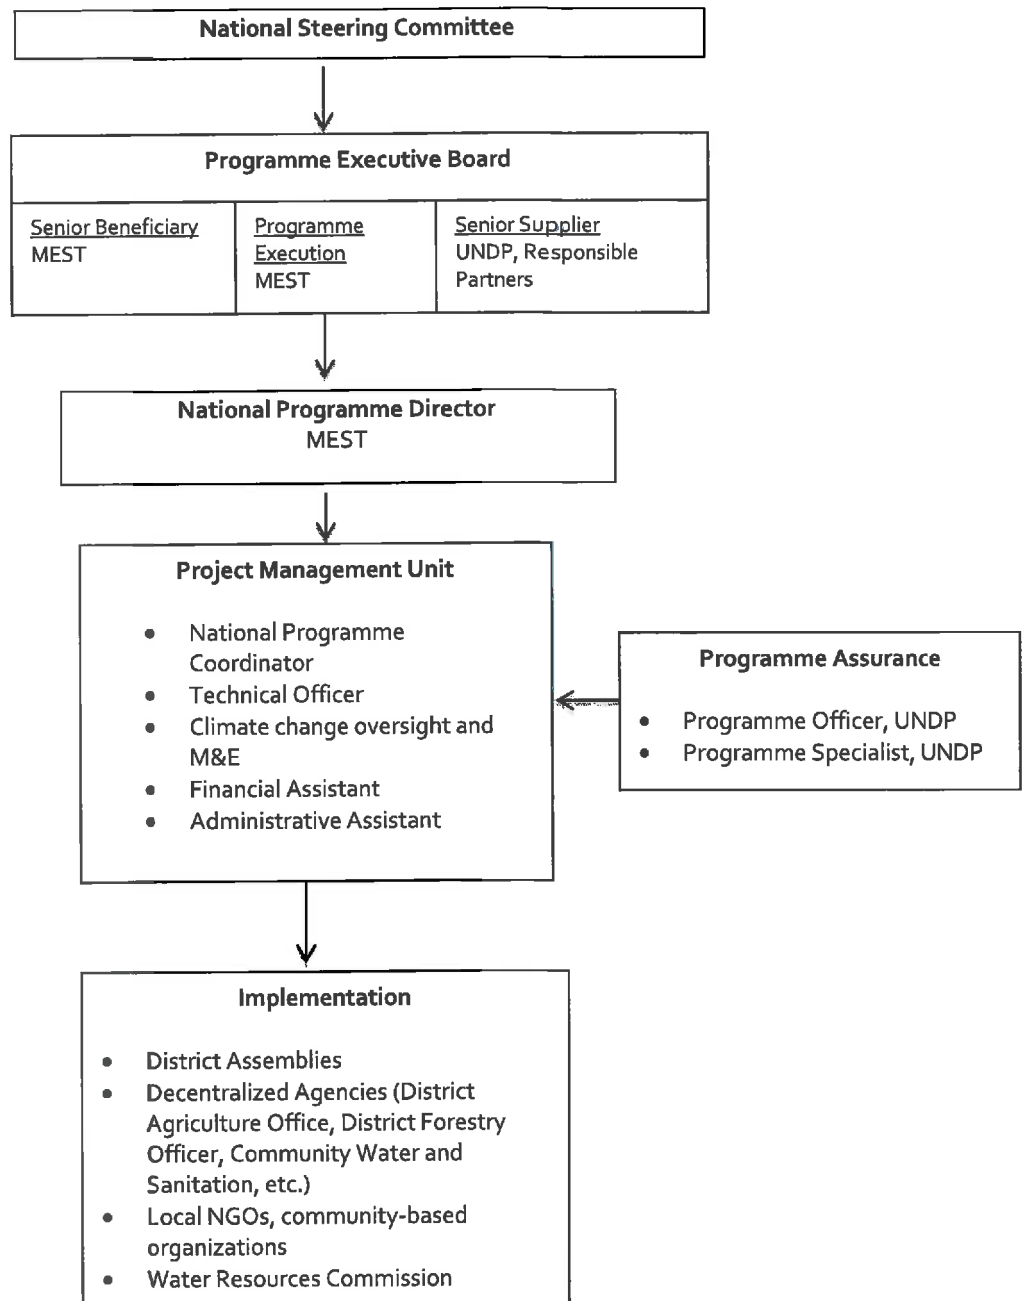 National Steering Committee
Programme Executive Board
Senior Beneficiary
MEST
Programme
Execution
MEST
Senior Supplier
UNDP, Responsible
Partners
National Programme Director
MEST
Project Management Unit
• National Programme
Coordinator
• Technical Officer
• Climate change oversight and
M&E
• Financial Assistant
• Administrative Assistant
Programme Assurance
• Programme Officer, UNDP
• Programme Specialist, UNDP
Implementation
• District Assemblies
• Decentralized Agencies (District
Agriculture Office, District Forestry
Officer, Community Water and
Sanitation, etc.)
• Local NGOs, community-based
organizations
• Water Resources Commission